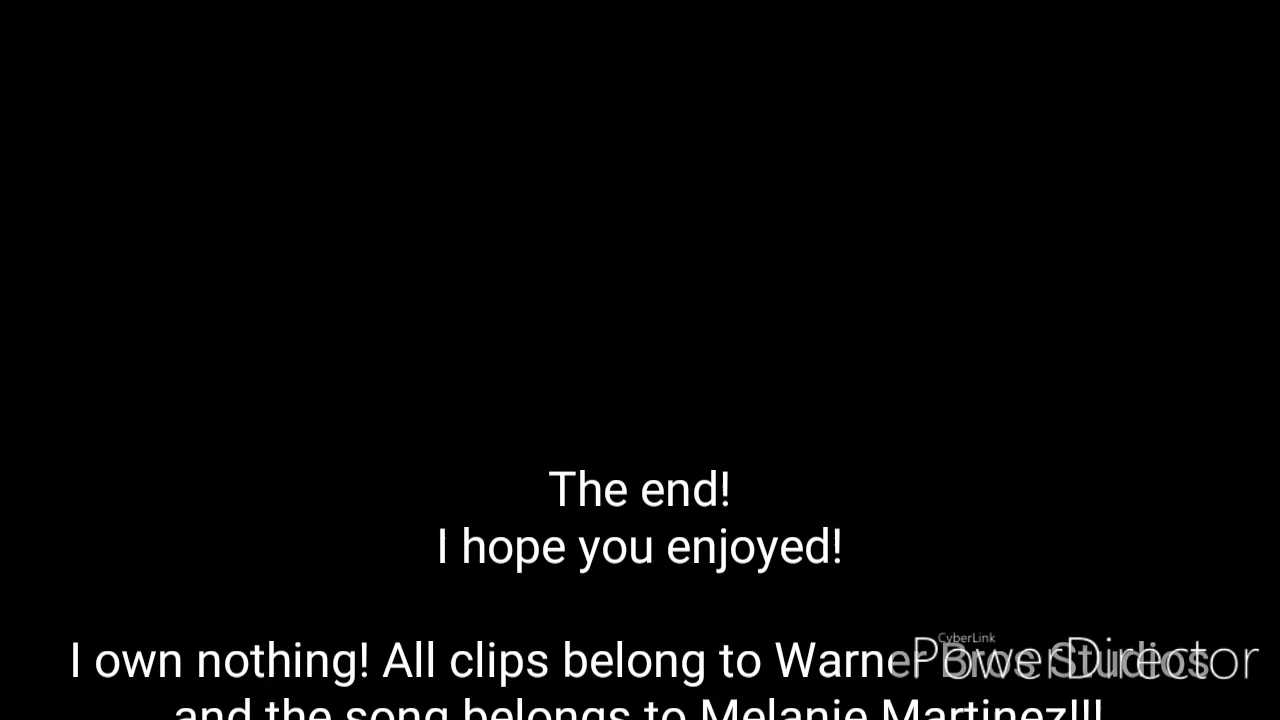 The end!
I hope you enjoyed!
I own nothing! All clips belong to Warner Bros Studios
CyberLink
PowerDirector
and the song belongs to Melanie Martinez!!!